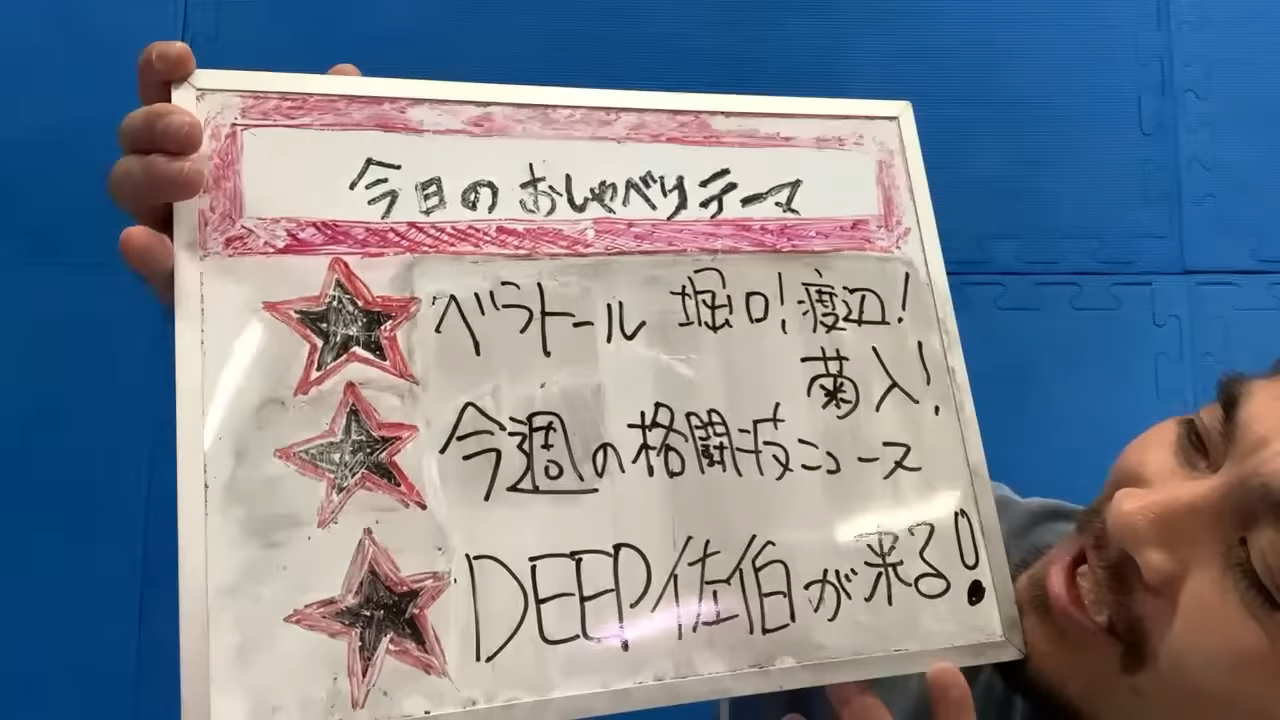 今日のおしゃべりテーマ
ベラトール 堀口!渡辺!
菊入!
今週の格闘技ニュース
DEEP佐伯が来る!